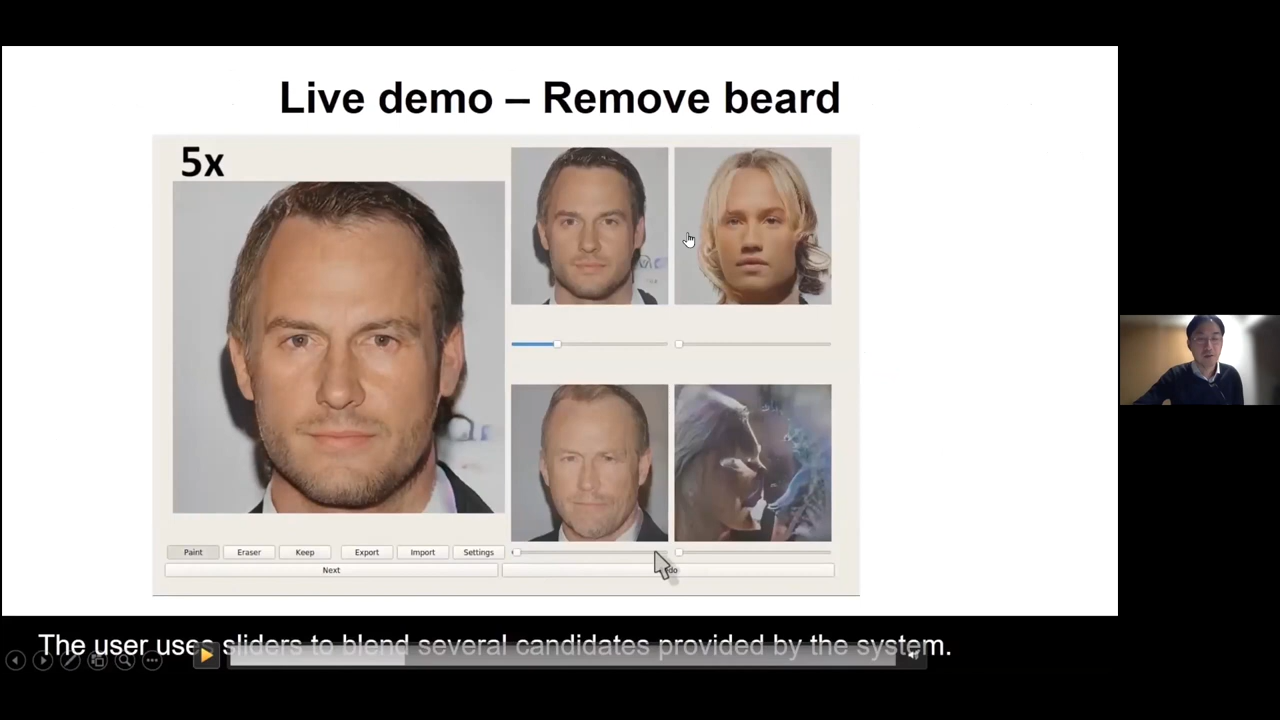 Live demo – Remove beard
5x
Paint Eraser Keep Export Import Settings
Next
The user uses sliders to blend several candidates provided by the system.